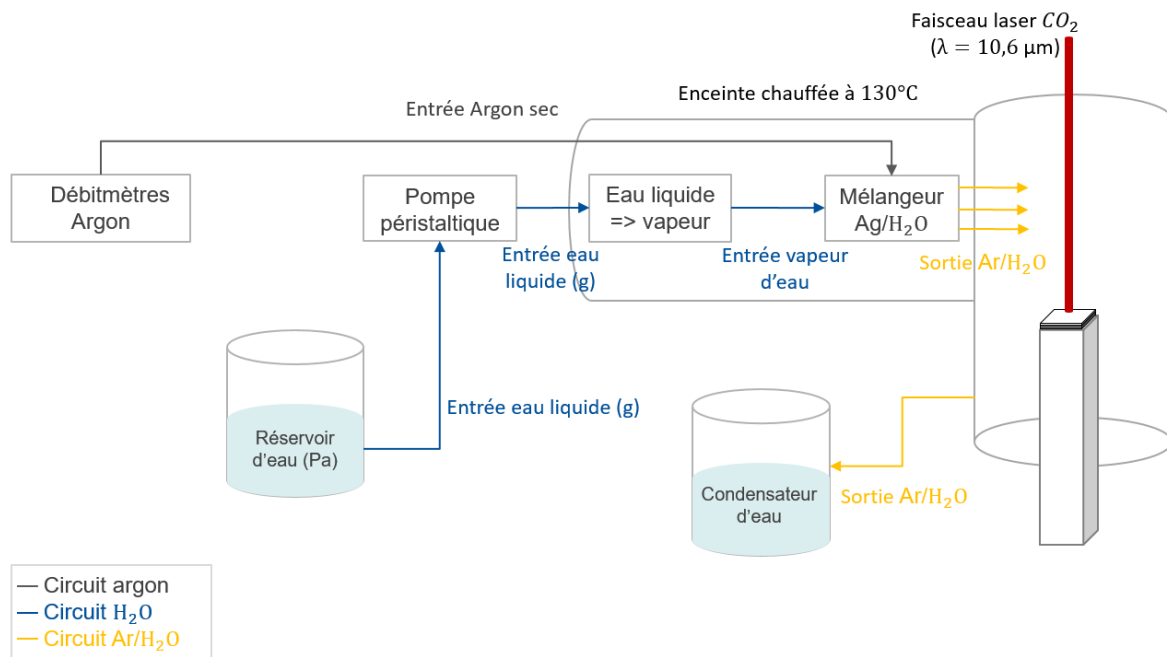 Faisceau laser CO₂
(λ = 10,6 µm)
Enceinte chauffée à 130°C
Entrée Argon sec
Débitmètres
Argon
Pompe
péristaltique
Eau liquide
=> vapeur
Mélangeur
Ag/H₂O
Entrée eau
liquide (g)
Entrée vapeur
d'eau
Sortie Ar/H₂O
Entrée eau liquide (g)
Réservoir
d'eau (Pa)
Condensateur
d'eau
Sortie Ar/H₂O
Circuit argon
Circuit H₂O
Circuit Ar/H₂O